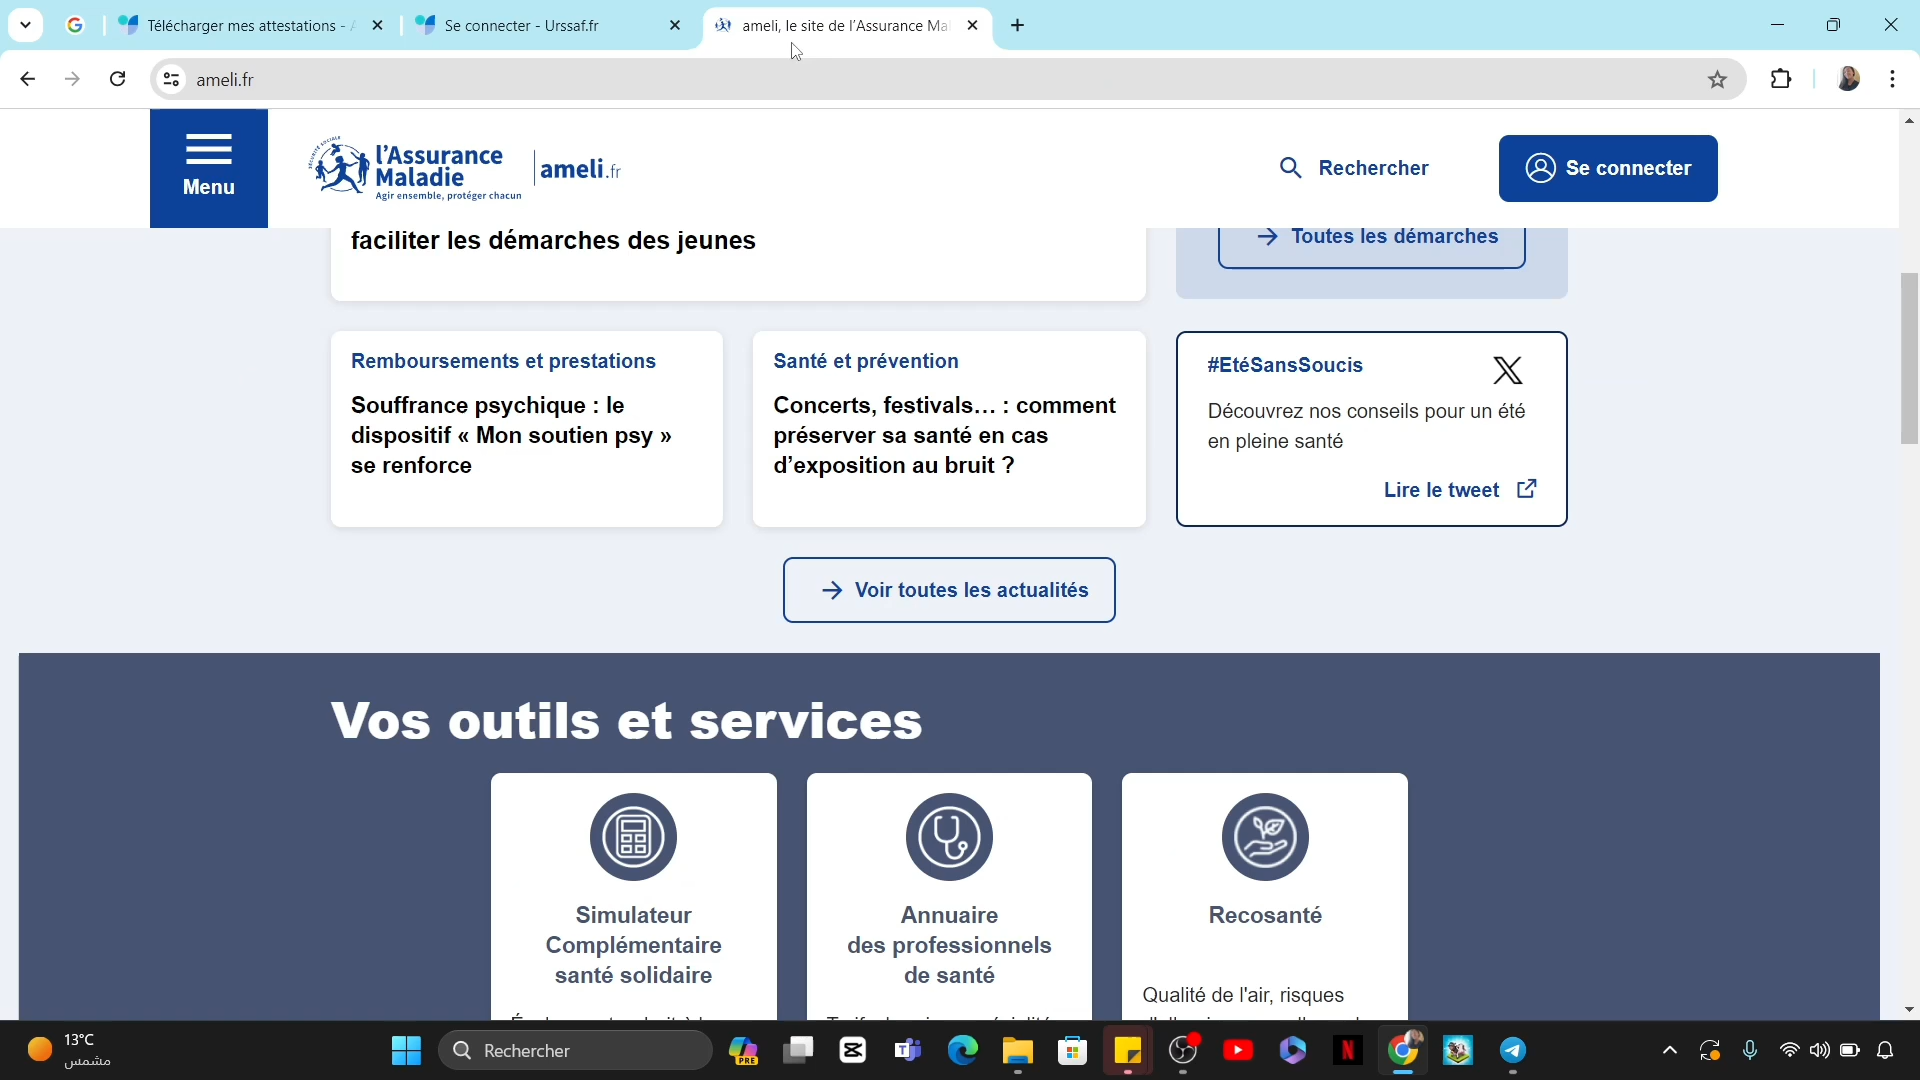 Télécharger mes attestations - A
Se connecter - Urssaf.fr
ameli, le site de l'Assurance Mal
ameli.fr
Menu
SÉCURITÉ SOCIALE
l'Assurance
Maladie
Agir ensemble, protéger chacun
ameli.fr
Rechercher
Se connecter
faciliter les démarches des jeunes
Toutes les démarches
Remboursements et prestations
Souffrance psychique : le
dispositif « Mon soutien psy »
se renforce
Santé et prévention
Concerts, festivals… : comment
préserver sa santé en cas
d’exposition au bruit ?
#EtéSansSoucis
Découvrez nos conseils pour un été
en pleine santé
Lire le tweet
Voir toutes les actualités
Vos outils et services
Simulateur
Complémentaire
santé solidaire
Annuaire
des professionnels
de santé
Recosanté
Qualité de l'air, risques
13°C
مشمس
Rechercher
PRE